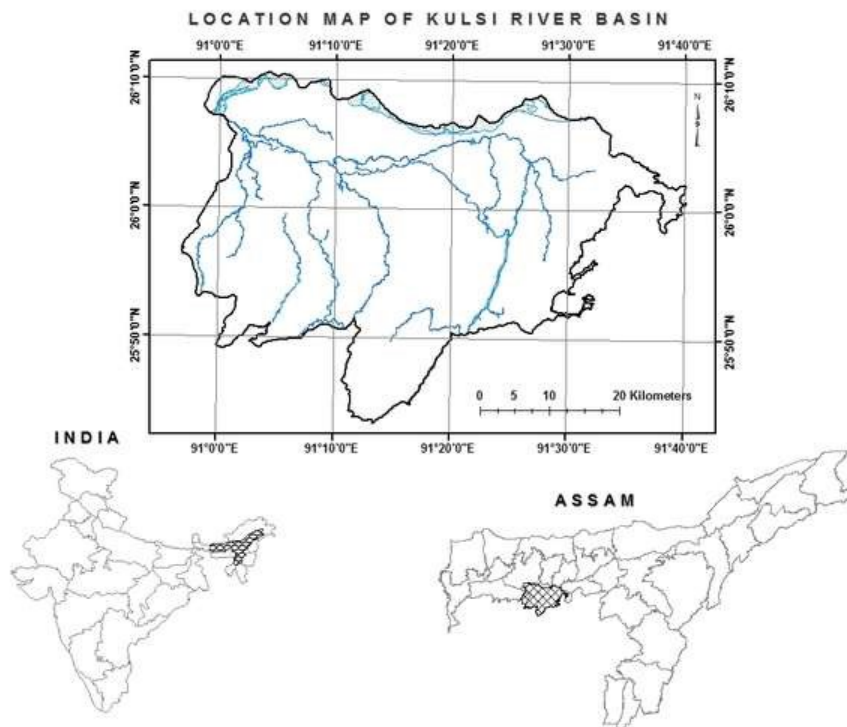 LOCATION MAP OF KULSI RIVER BASIN
91°0'0"E 91°10'0"E 91°20'0"E 91°30'0"E 91°40'0"E
26°10'0"N 26°10'0"N
N
26°0'0"N 26°0'0"N
25°50'0"N 25°50'0"N
0 5 10 20 Kilometers
91°0'0"E 91°10'0"E 91°20'0"E 91°30'0"E 91°40'0"E
INDIA
ASSAM